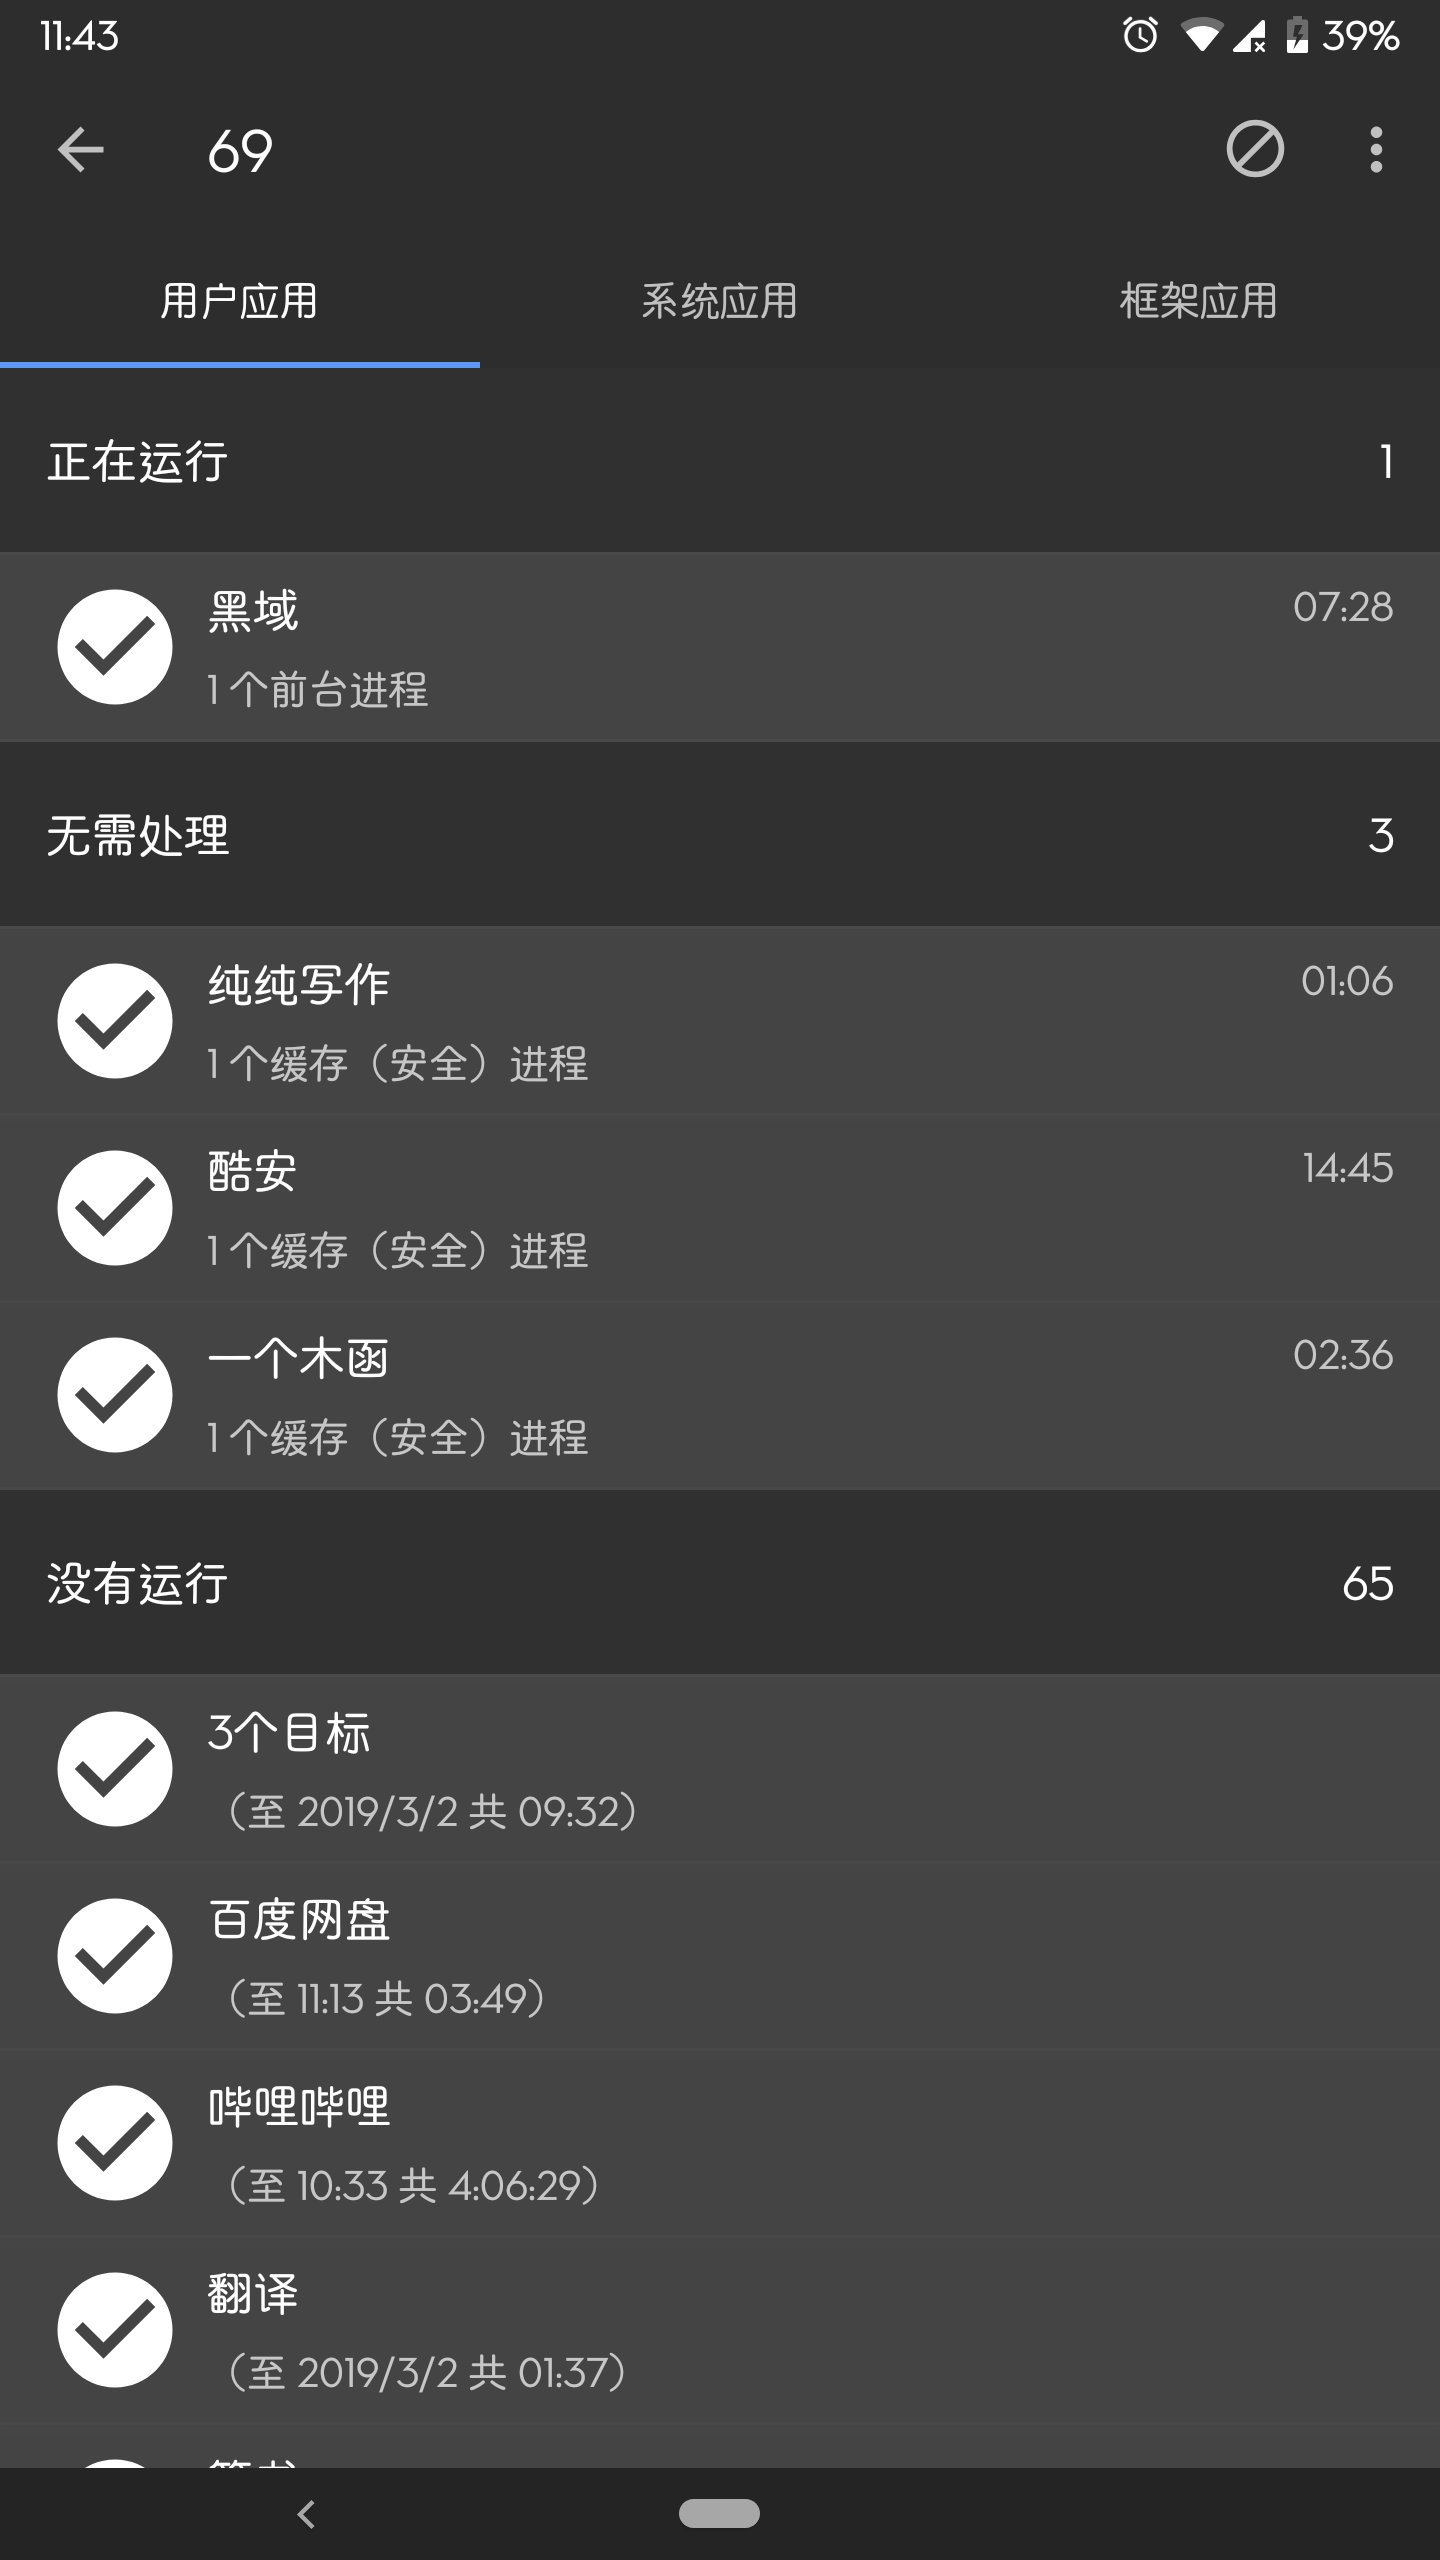 11:43
39%
69
用户应用 系统应用 框架应用
正在运行 1
黑域 07:28
1 个前台进程
无需处理 3
纯纯写作 01:06
1 个缓存（安全）进程
酷安 14:45
1 个缓存（安全）进程
一个木函 02:36
1 个缓存（安全）进程
没有运行 65
3个目标
（至 2019/3/2 共 09:32）
百度网盘
（至 11:13 共 03:49）
哔哩哔哩
（至 10:33 共 4:06:29）
翻译
（至 2019/3/2 共 01:37）